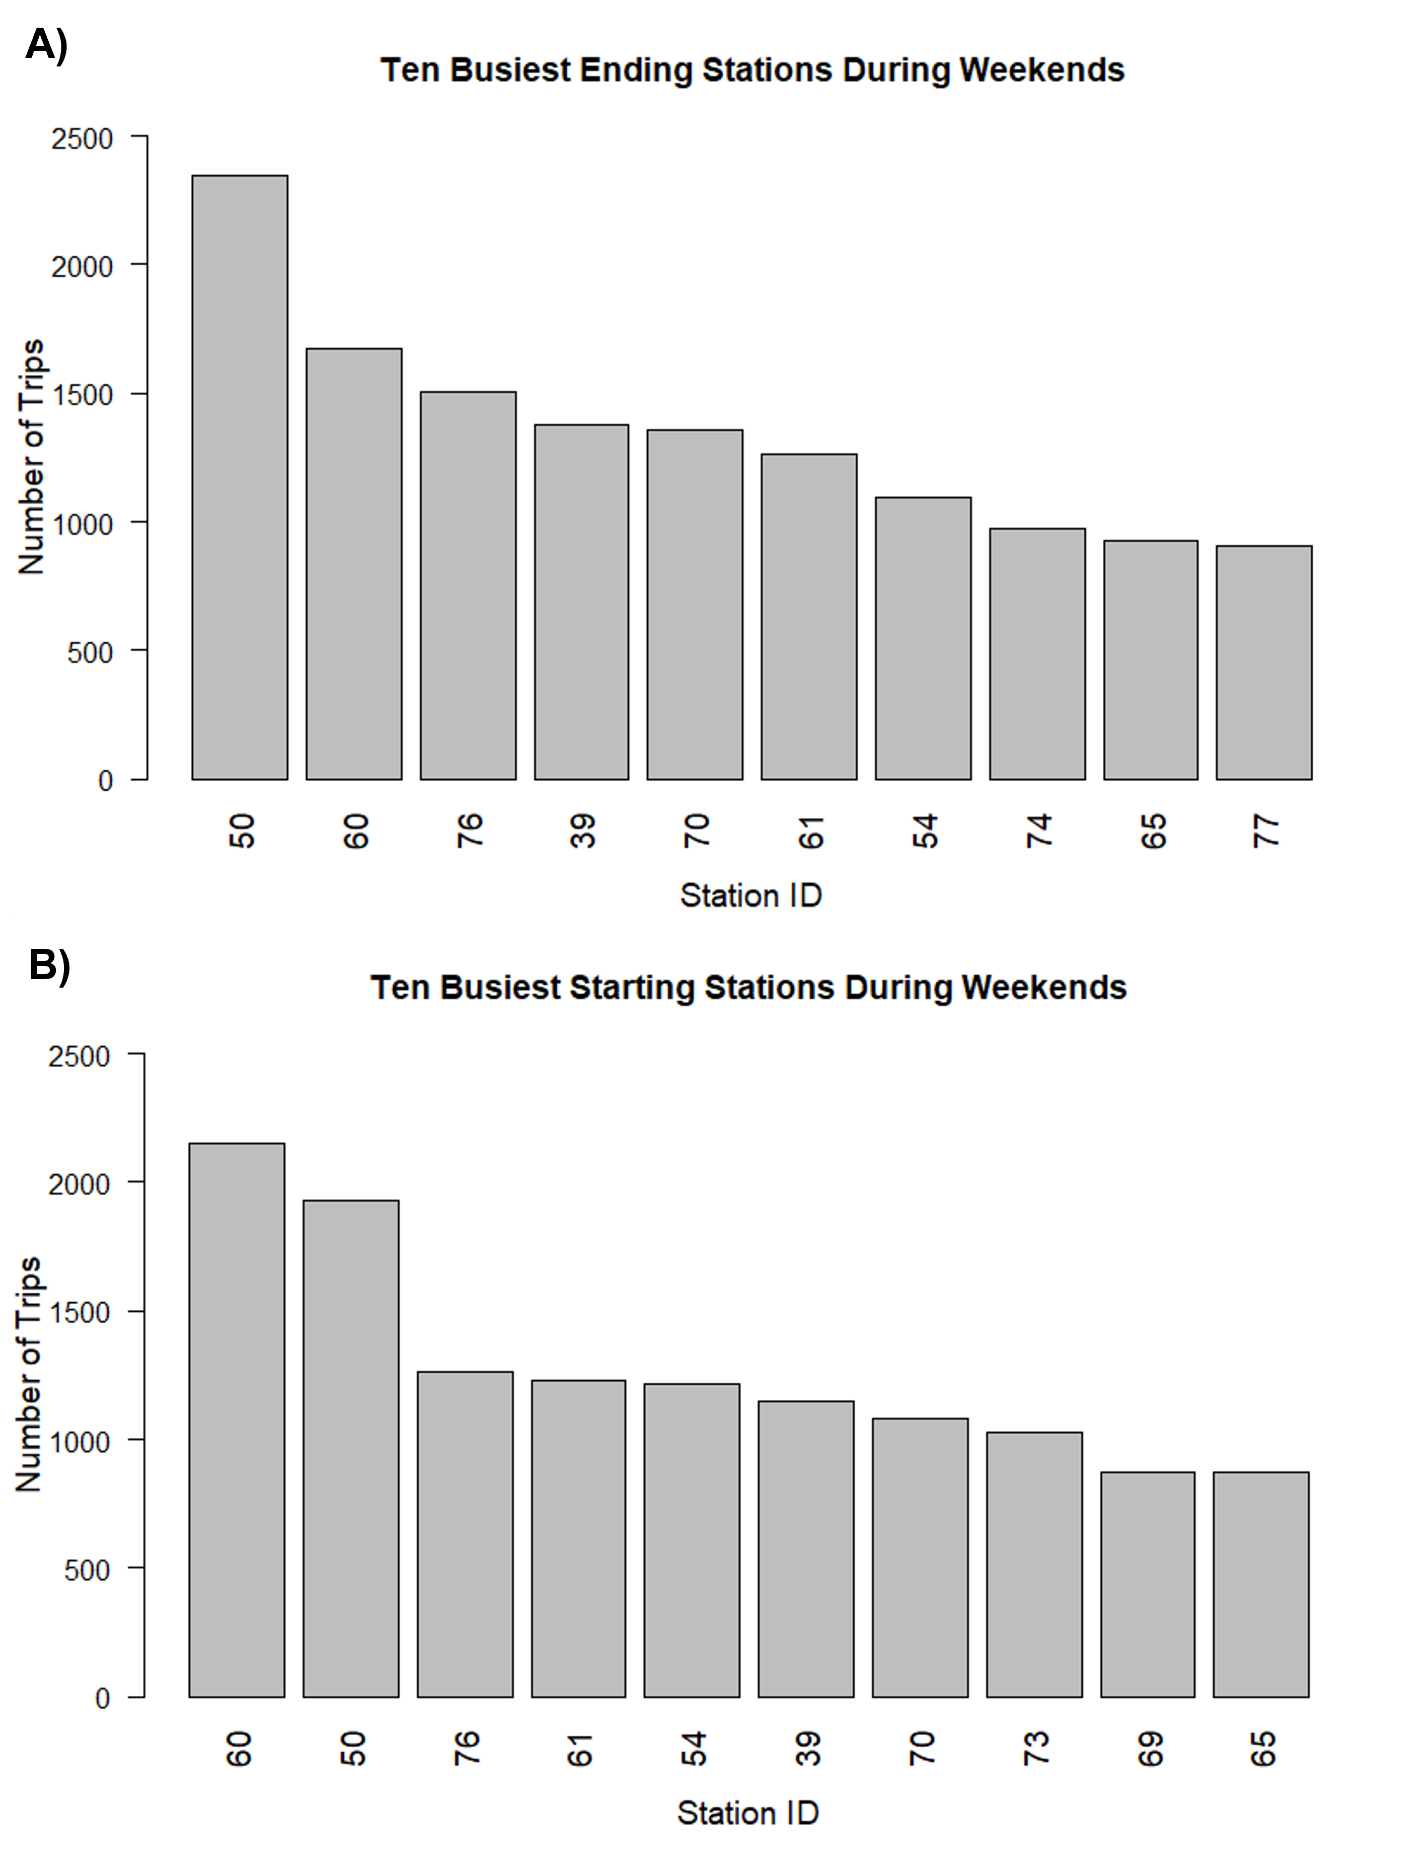 A)
Ten Busiest Ending Stations During Weekends
2500
2000
1500
1000
500
0
Number of Trips
50 60 76 39 70 61 54 74 65 77
Station ID
B)
Ten Busiest Starting Stations During Weekends
2500
2000
1500
1000
500
0
Number of Trips
60 50 76 61 54 39 70 73 69 65
Station ID